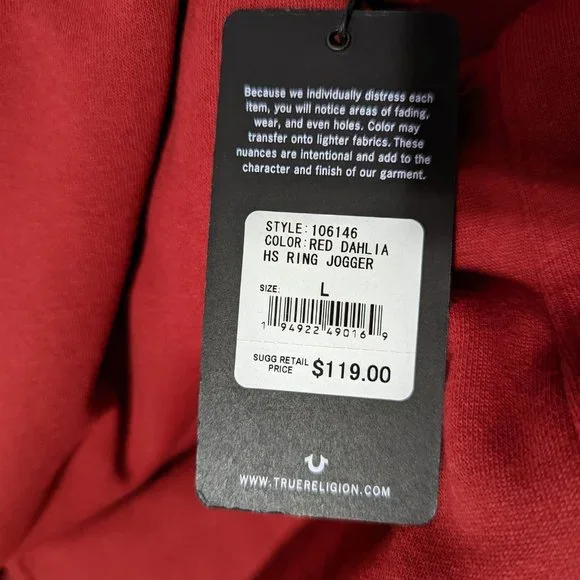 Because we individually distress each
item, you will notice areas of fading,
wear, and even holes. Color may
transfer onto lighter fabrics. These
nuances are intentional and add to the
character and finish of our garment.
STYLE:106146
COLOR:RED DAHLIA
HS RING JOGGER
SIZE: L
1 94922 49016 9
SUGG RETAIL
PRICE $119.00
WWW.TRUERELIGION.COM